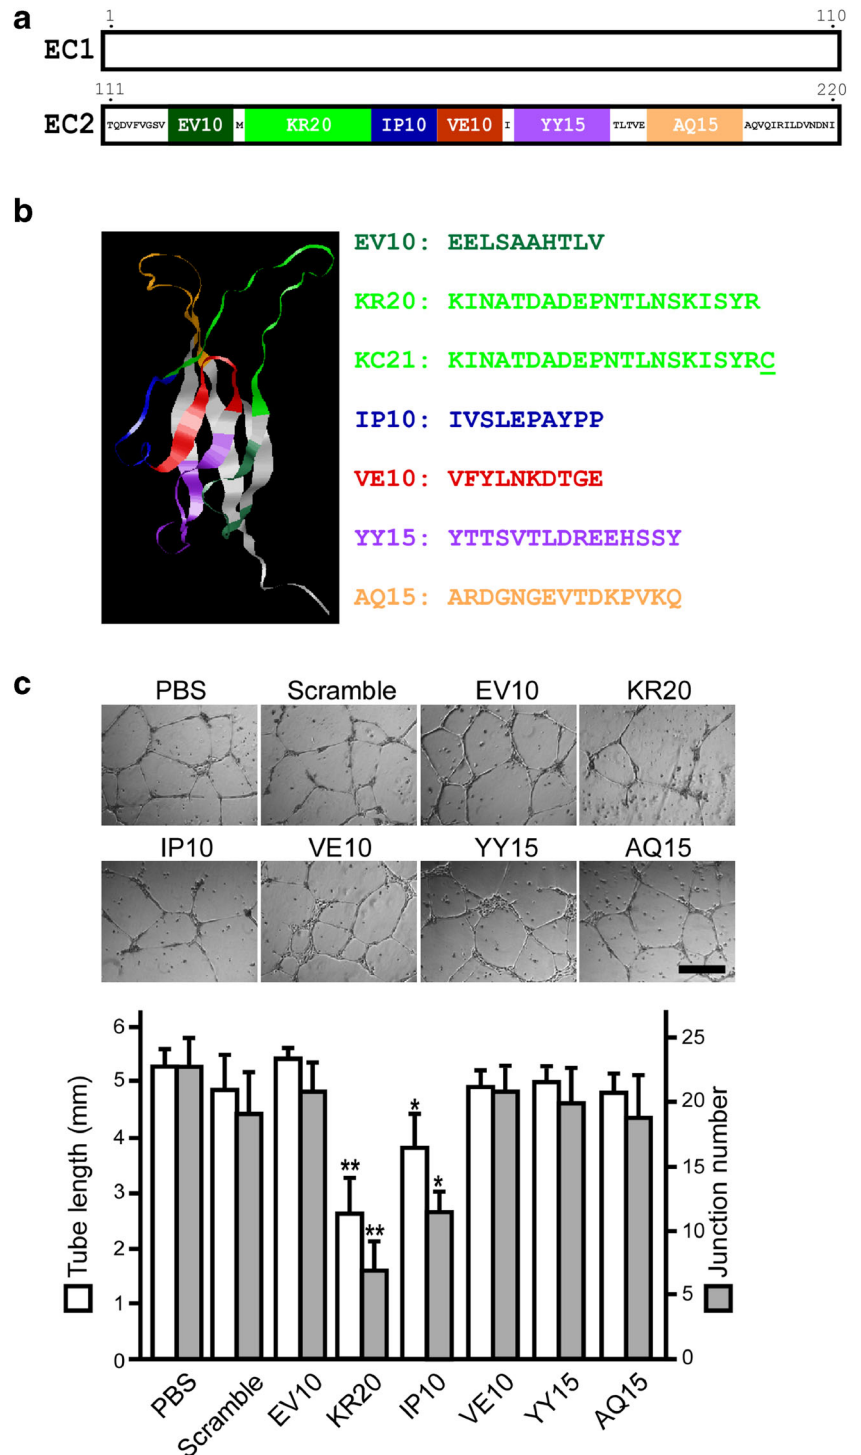 a
1 110
EC1
111 220
EC2 TQDVFVGSV EV10 M KR20 IP10 VE10 I YY15 TLTVE AQ15 AQVQIRILDVNDNI
b
EV10: EELSAAHTLV
KR20: KINATDADEPNTLNSKISYR
KC21: KINATDADEPNTLNSKISYRC
IP10: IVSLEPAYPP
VE10: VFYLNKDTGE
YY15: YTTSVTLDREEHSSY
AQ15: ARDGNGEVTDKPVKQ
c
PBS Scramble EV10 KR20
IP10 VE10 YY15 AQ15
Tube length (mm)
6
5
4
3
2
1
0
** ** * *
25
20
15
10
5
0
Junction number
PBS Scramble EV10 KR20 IP10 VE10 YY15 AQ15